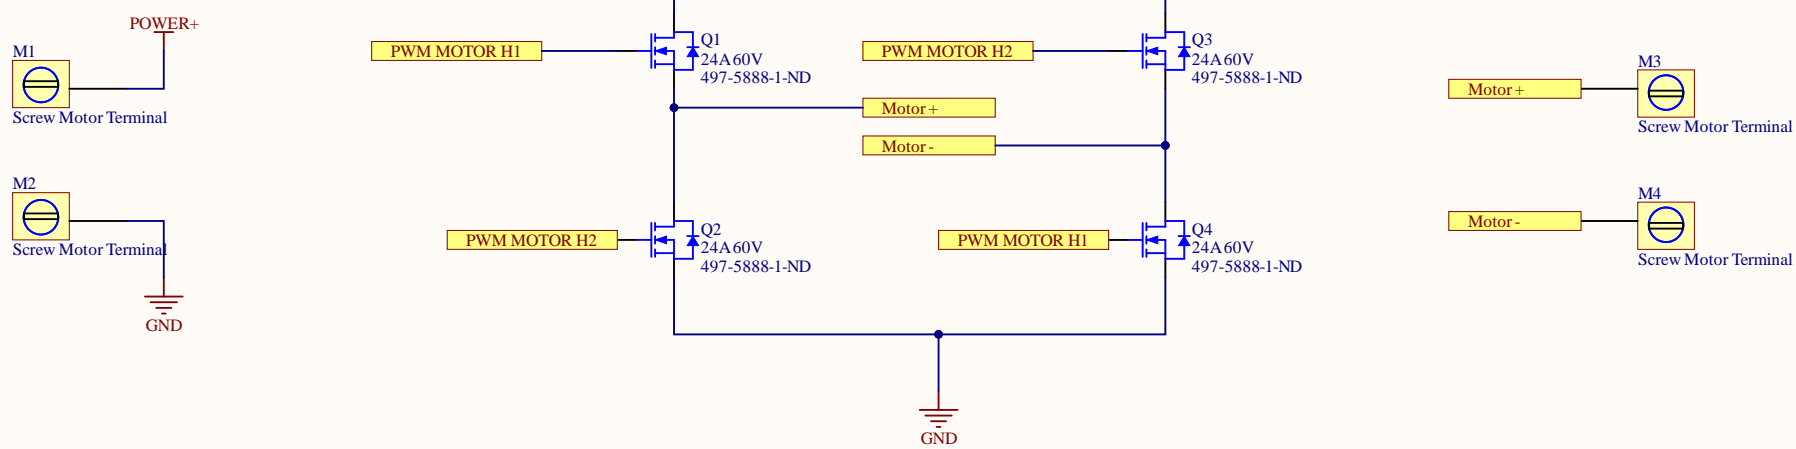 POWER+
M1
Screw Motor Terminal
M2
Screw Motor Terminal
GND
PWM MOTOR H1
Q1
24A 60V
497-5888-1-ND
PWM MOTOR H2
Q3
24A 60V
497-5888-1-ND
Motor+
Motor-
PWM MOTOR H2
Q2
24A 60V
497-5888-1-ND
PWM MOTOR H1
Q4
24A 60V
497-5888-1-ND
GND
Motor+
M3
Screw Motor Terminal
Motor-
M4
Screw Motor Terminal